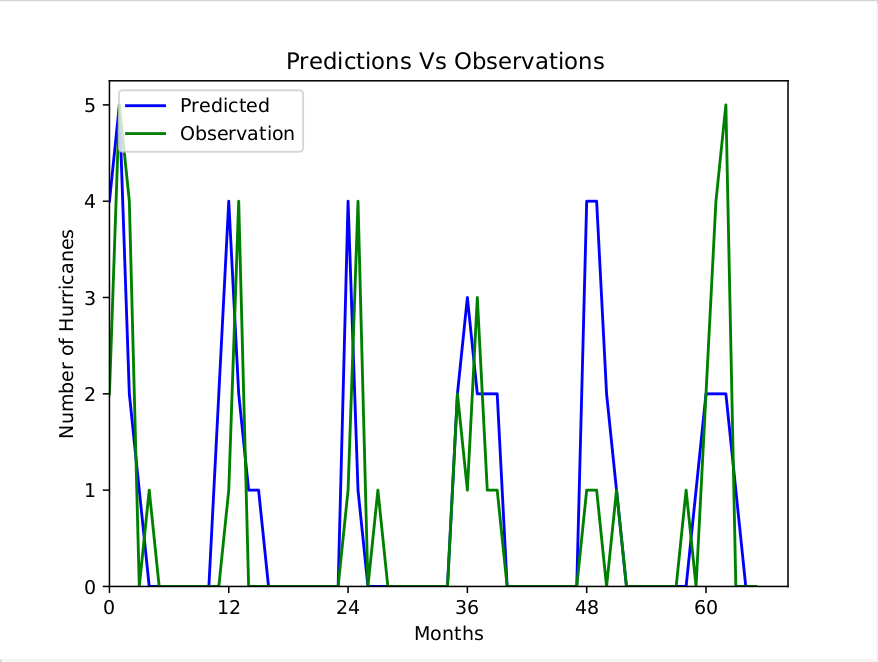 Predictions Vs Observations
Predicted
Observation
Number of Hurricanes
5
4
3
2
1
0
0 12 24 36 48 60
Months